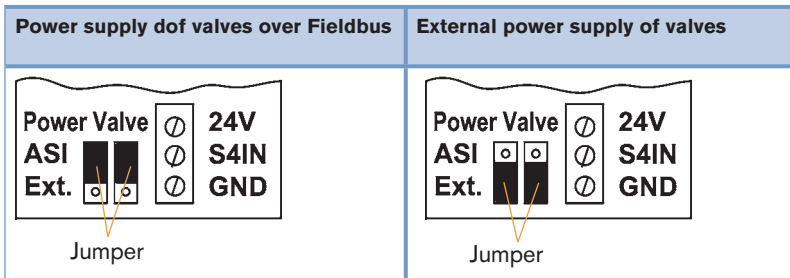 Power supply dof valves over Fieldbus
External power supply of valves
Power Valve 24V
ASI S4IN
Ext. GND
Jumper
Power Valve 24V
ASI S4IN
Ext. GND
Jumper